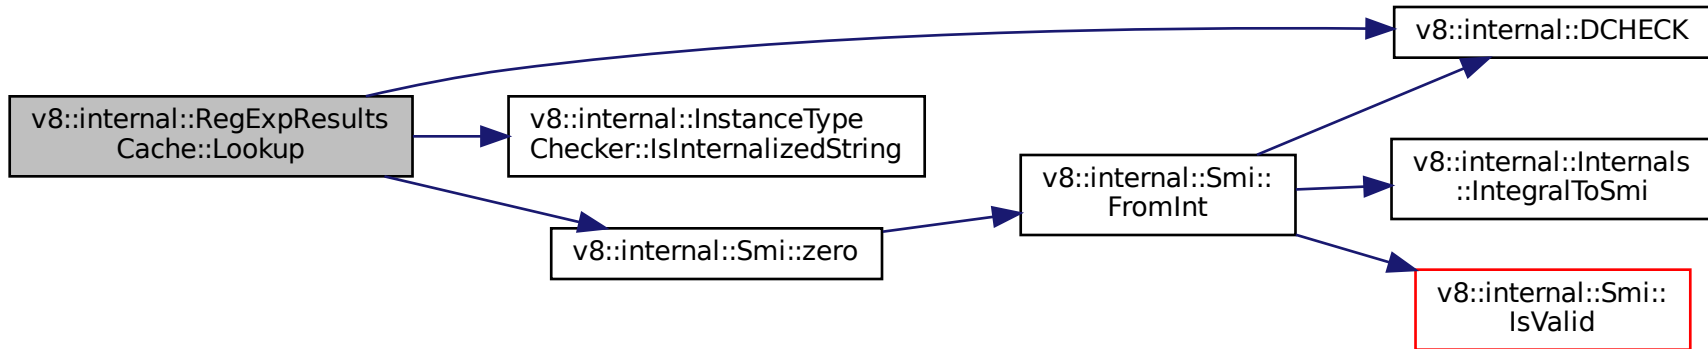 v8::internal::RegExpResults
Cache::Lookup
v8::internal::DCHECK
v8::internal::InstanceType
Checker::IsInternalizedString
v8::internal::Smi::zero
v8::internal::Smi::
FromInt
v8::internal::Internals
::IntegralToSmi
v8::internal::Smi::
IsValid